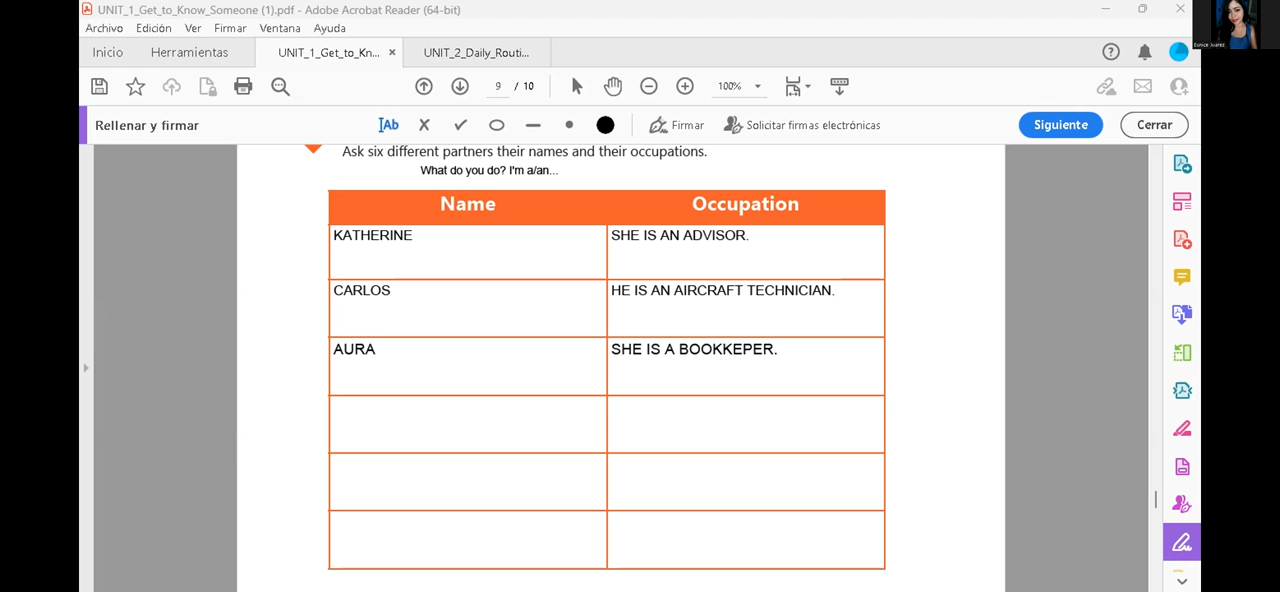 UNIT_1_Get_to_Know_Someone (1).pdf - Adobe Acrobat Reader (64-bit)
Archivo Edición Ver Firmar Ventana Ayuda
Inicio Herramientas UNIT_1_Get_to_Kn... × UNIT_2_Daily_Routi...
9 / 10 100%
Rellenar y firmar Ab Firmar Solicitar firmas electrónicas Siguiente Cerrar
Ask six different partners their names and their occupations.
What do you do? I'm a/an...
Name Occupation
KATHERINE SHE IS AN ADVISOR.
CARLOS HE IS AN AIRCRAFT TECHNICIAN.
AURA SHE IS A BOOKKEPER.
Eunice Juarez